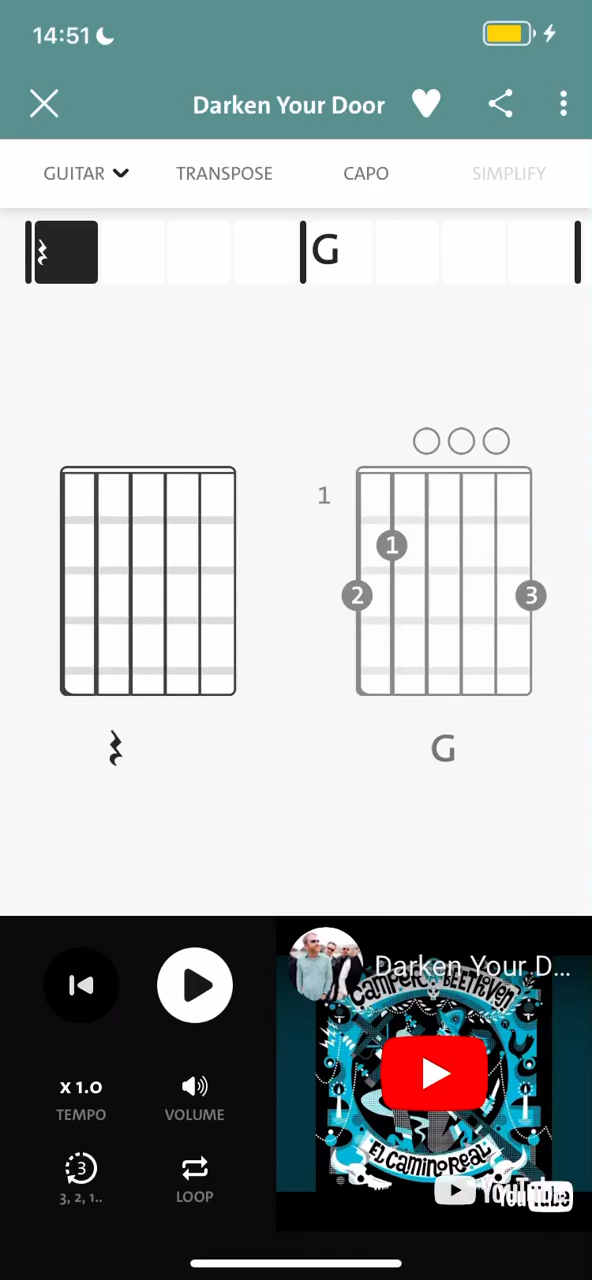 14:51
Darken Your Door
GUITAR TRANSPOSE CAPO SIMPLIFY
G
1
1
2 3
G
Darken Your D...
CAMPER VAN BEETHOVEN
x 1.0
TEMPO VOLUME
EL CAMINO REAL
3
3, 2, 1.. LOOP
YouTube
YouTube